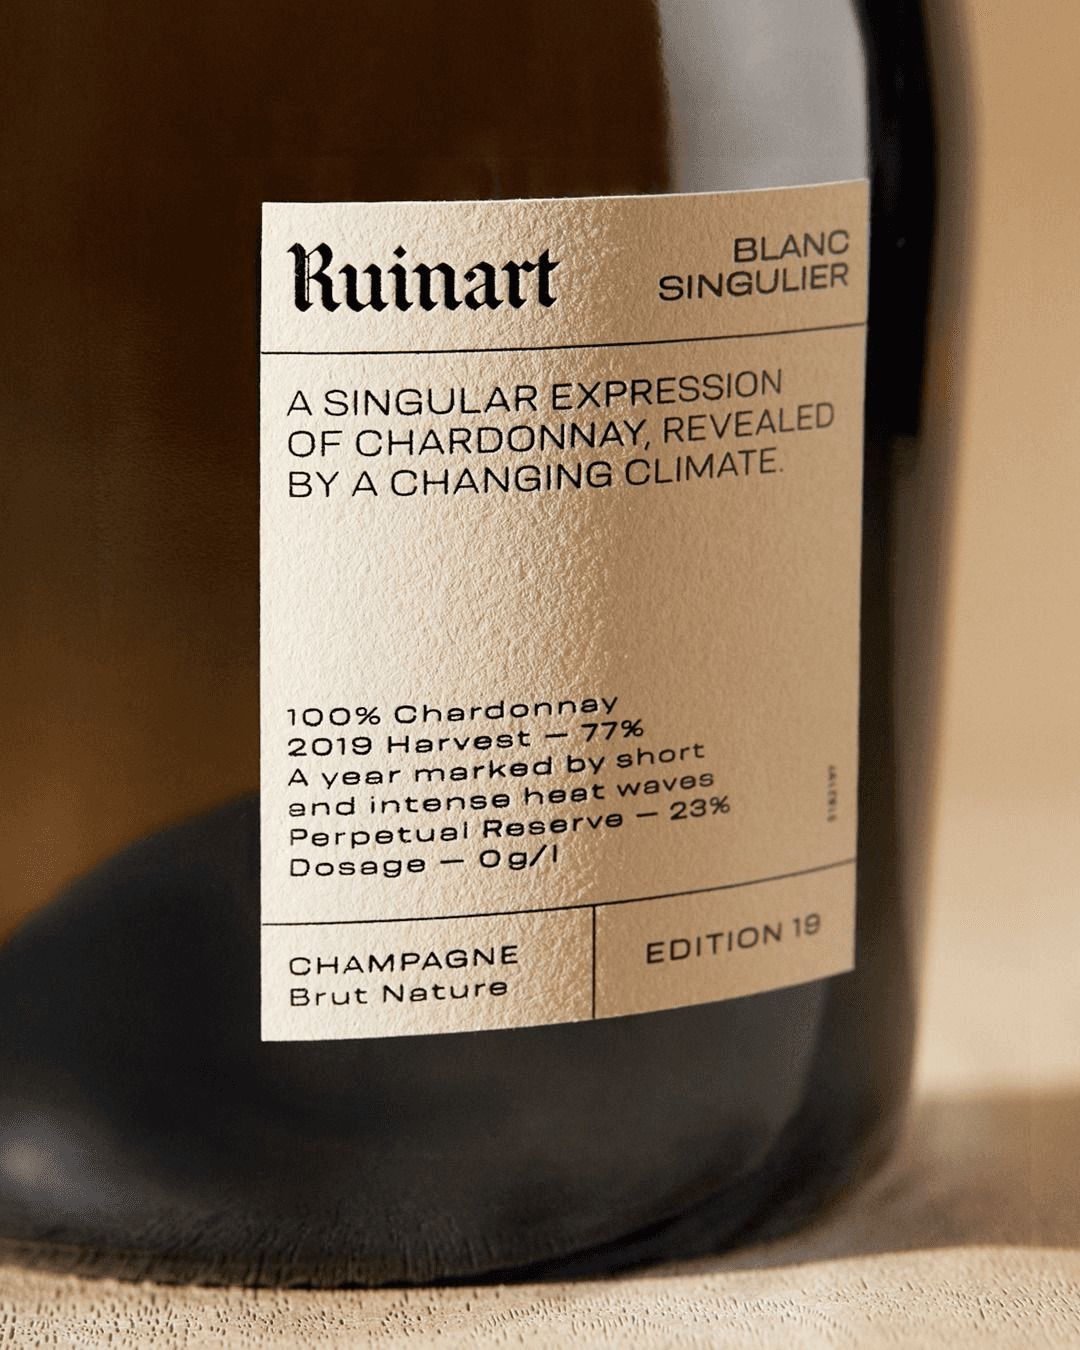 Ruinart
BLANC
SINGULIER
A SINGULAR EXPRESSION
OF CHARDONNAY, REVEALED
BY A CHANGING CLIMATE.
100% Chardonnay
2019 Harvest — 77%
A year marked by short
and intense heat waves
Perpetual Reserve — 23%
Dosage — 0g/l
CHAMPAGNE
Brut Nature
EDITION 19